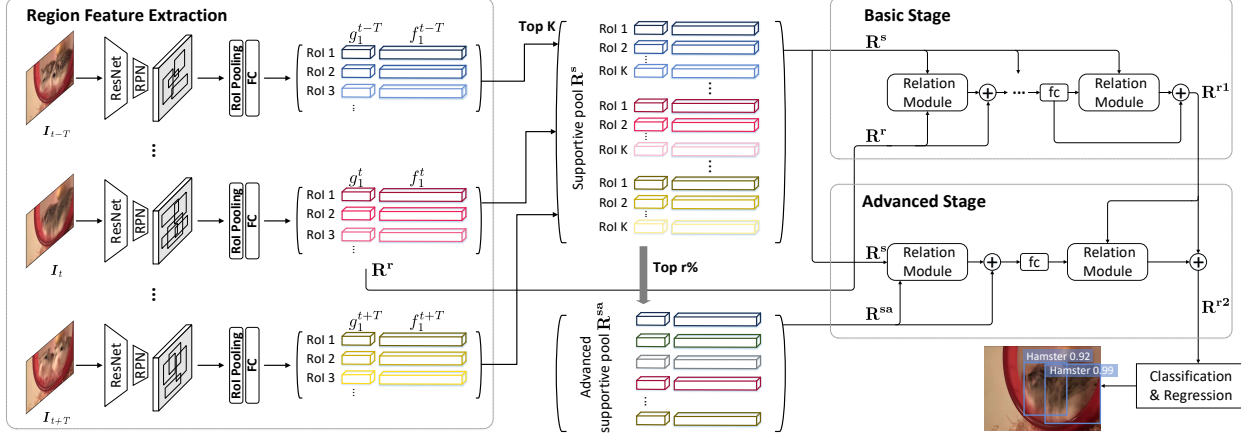 Region Feature Extraction
I_{t−T}
ResNet
RPN
RoI Pooling
FC
g_1^{t−T}
f_1^{t−T}
RoI 1
RoI 2
RoI 3
...
...
I_t
ResNet
RPN
RoI Pooling
FC
g_1^t
f_1^t
RoI 1
RoI 2
RoI 3
...
R^r
...
I_{t+T}
ResNet
RPN
RoI Pooling
FC
g_1^{t+T}
f_1^{t+T}
RoI 1
RoI 2
RoI 3
...
Top K
Supportive pool R^s
RoI 1
RoI 2
...
RoI K
...
RoI 1
RoI 2
...
RoI K
...
RoI 1
RoI 2
...
RoI K
Top r%
Advanced
supportive pool R^{sa}
...
Basic Stage
R^s
Relation
Module
+
...
fc
Relation
Module
+
R^{r1}
R^r
Advanced Stage
R^s
Relation
Module
+
fc
Relation
Module
+
R^{sa}
R^{r2}
Hamster 0.92
Hamster 0.99
Classification
& Regression